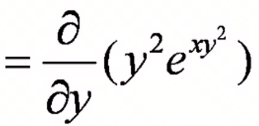 = ∂/∂y (y²e^{xy²})